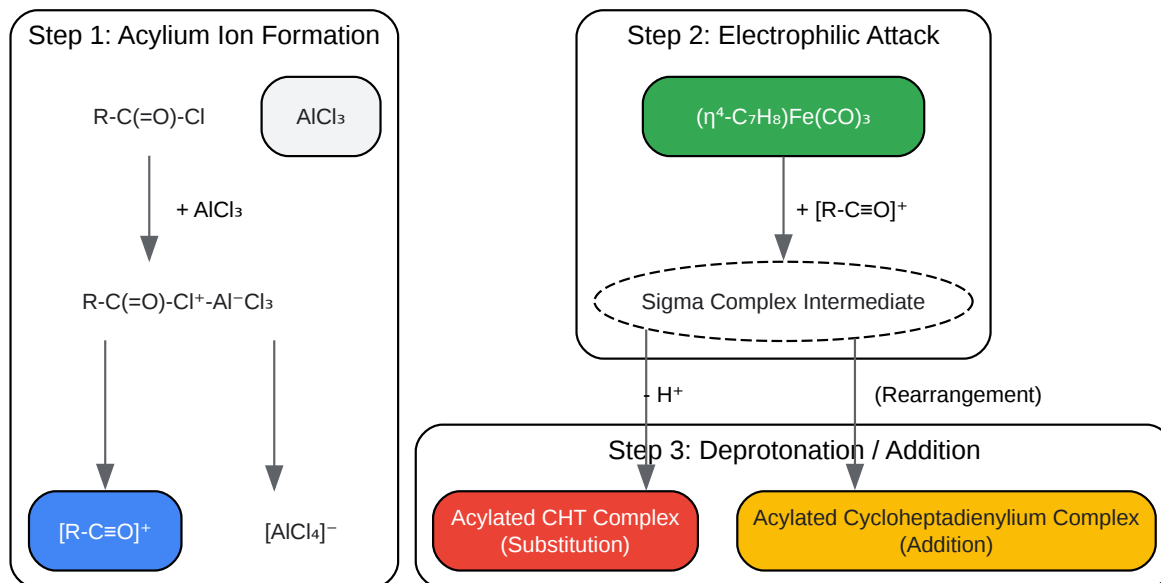 Step 1: Acylium Ion Formation
R-C(=O)-Cl
AlCl₃
+ AlCl₃
R-C(=O)-Cl⁺-Al⁻Cl₃
[R-C≡O]⁺
[AlCl₄]⁻
Step 2: Electrophilic Attack
(η⁴-C₇H₈)Fe(CO)₃
+ [R-C≡O]⁺
Sigma Complex Intermediate
- H⁺
(Rearrangement)
Step 3: Deprotonation / Addition
Acylated CHT Complex
(Substitution)
Acylated Cycloheptadienylium Complex
(Addition)